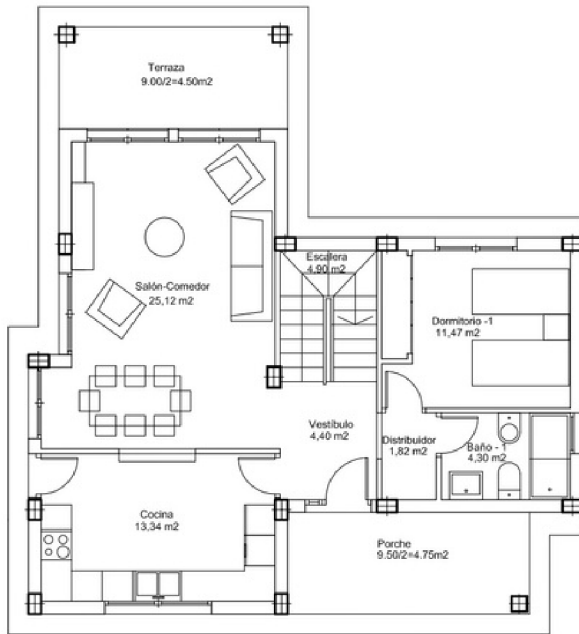 Terraza
9.00/2=4.50m2
Escalera
4,90 m2
Salón-Comedor
25,12 m2
Dormitorio -1
11,47 m2
Vestíbulo
4,40 m2
Distribuidor
1,82 m2
Baño - 1
4,30 m2
Cocina
13,34 m2
Porche
9.50/2=4.75m2